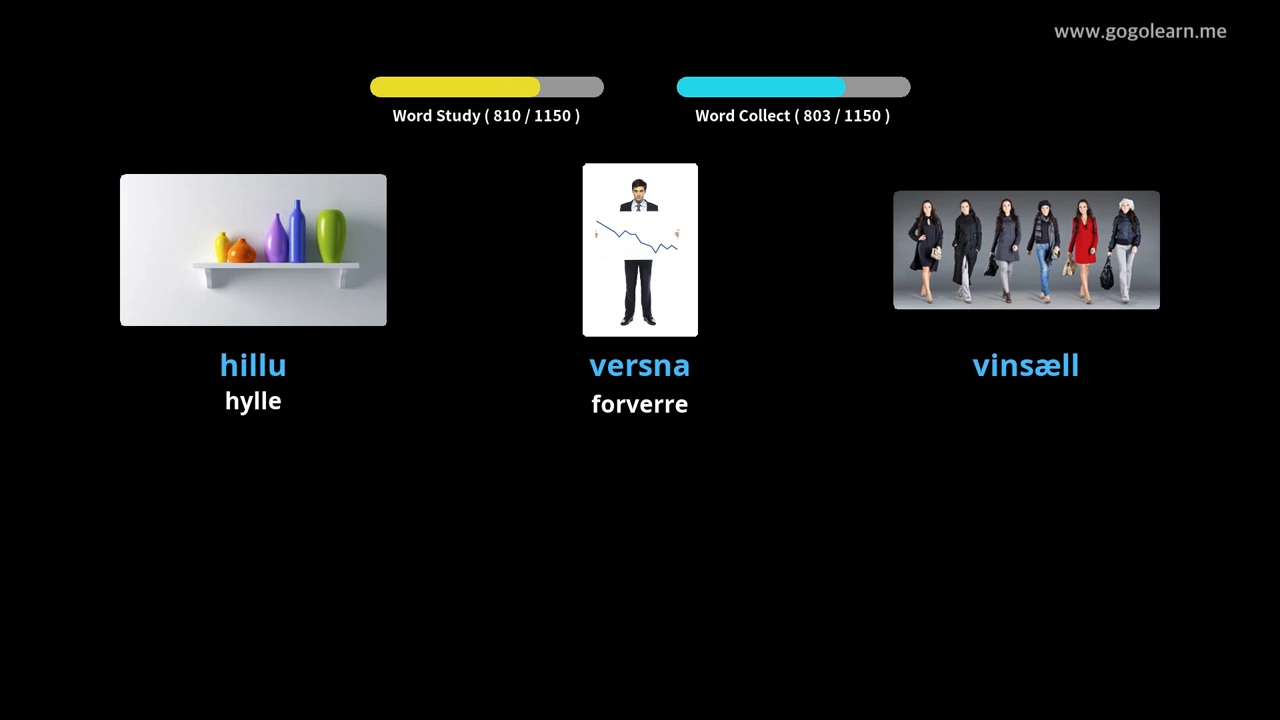 www.gogolearn.me
Word Study ( 810 / 1150 )
Word Collect ( 803 / 1150 )
hillu
hylle
versna
forverre
vinsæll